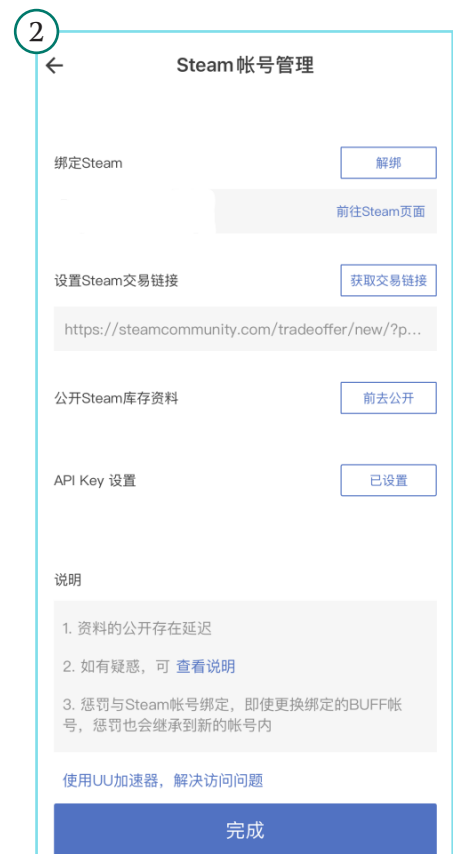 2
Steam帐号管理
绑定Steam
解绑
前往Steam页面
设置Steam交易链接
获取交易链接
https://steamcommunity.com/tradeoffer/new/?p...
公开Steam库存资料
前去公开
API Key 设置
已设置
说明
1. 资料的公开存在延迟
2. 如有疑惑，可 查看说明
3. 惩罚与Steam帐号绑定，即使更换绑定的BUFF帐
号，惩罚也会继承到新的帐号内
使用UU加速器，解决访问问题
完成